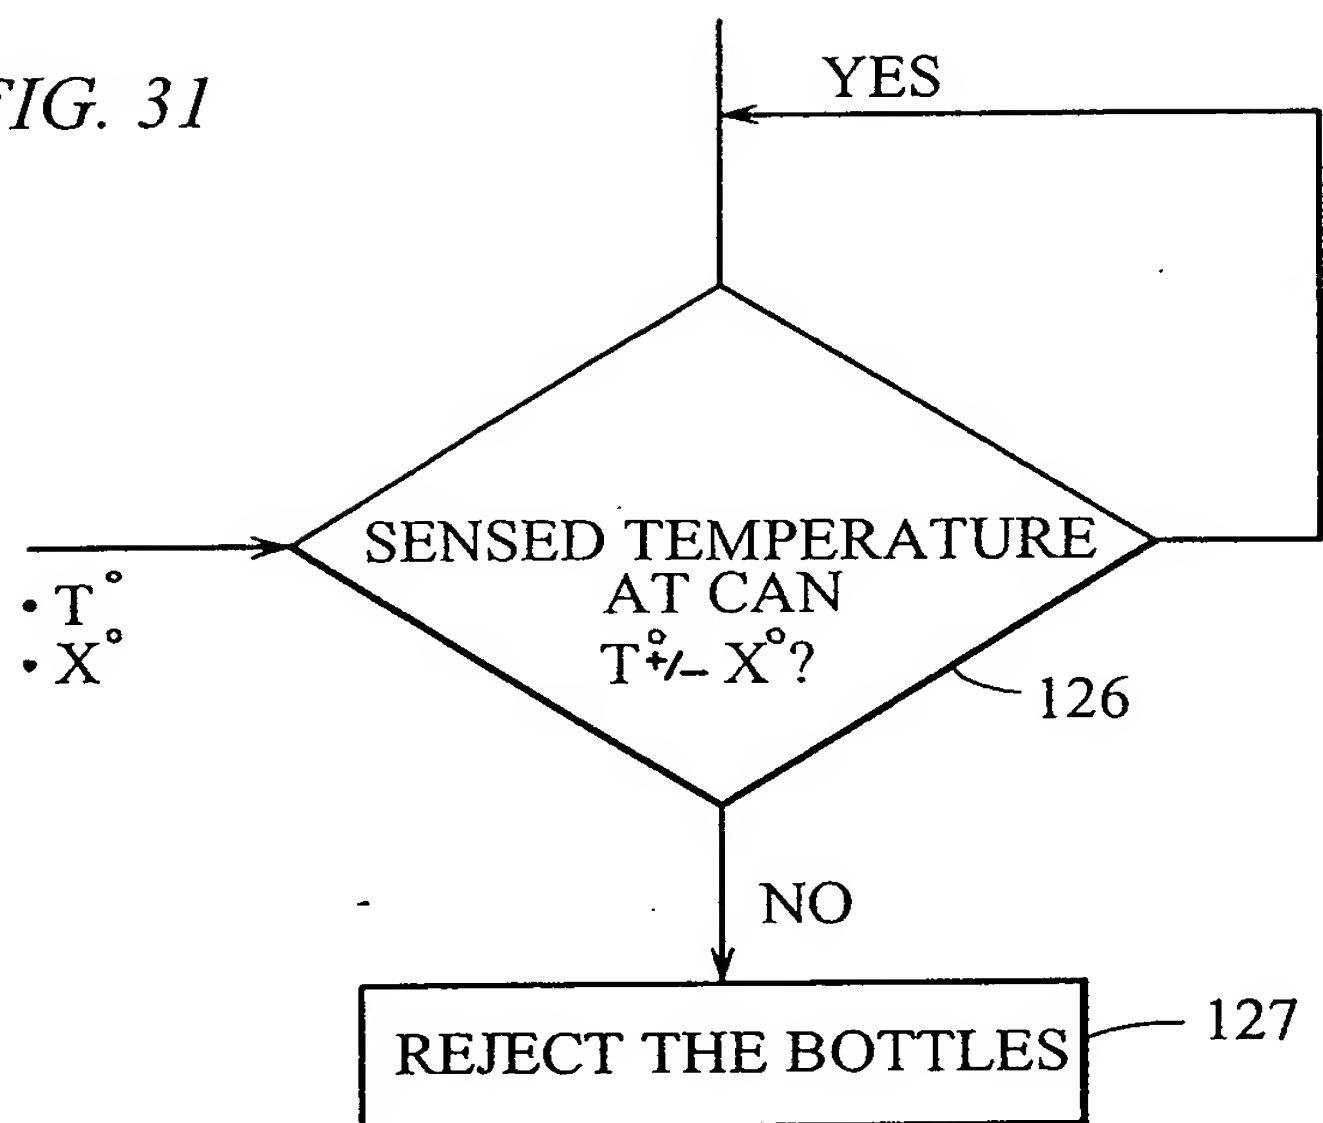 FIG. 31
YES
SENSED TEMPERATURE
AT CAN
T° +/– X° ?
• T°
• X°
126
NO
REJECT THE BOTTLES
127